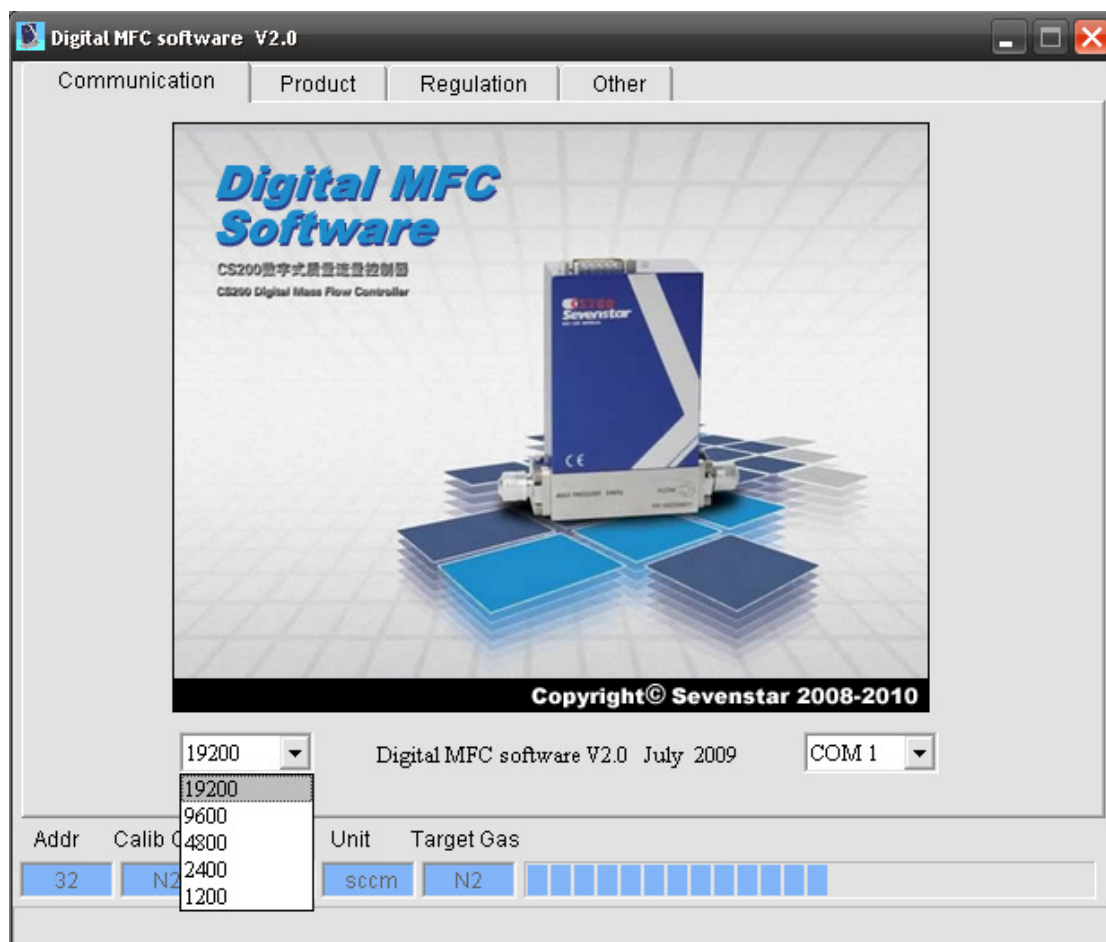 Digital MFC software V2.0
Communication
Product
Regulation
Other
Digital MFC
Software
CS200数字式质量流量控制器
CS200 Digital Mass Flow Controller
CS200
Sevenstar
CE
Copyright© Sevenstar 2008-2010
19200
Digital MFC software V2.0 July 2009
COM 1
19200
9600
4800
2400
1200
Addr
Calib
Unit
Target Gas
32
N2
sccm
N2